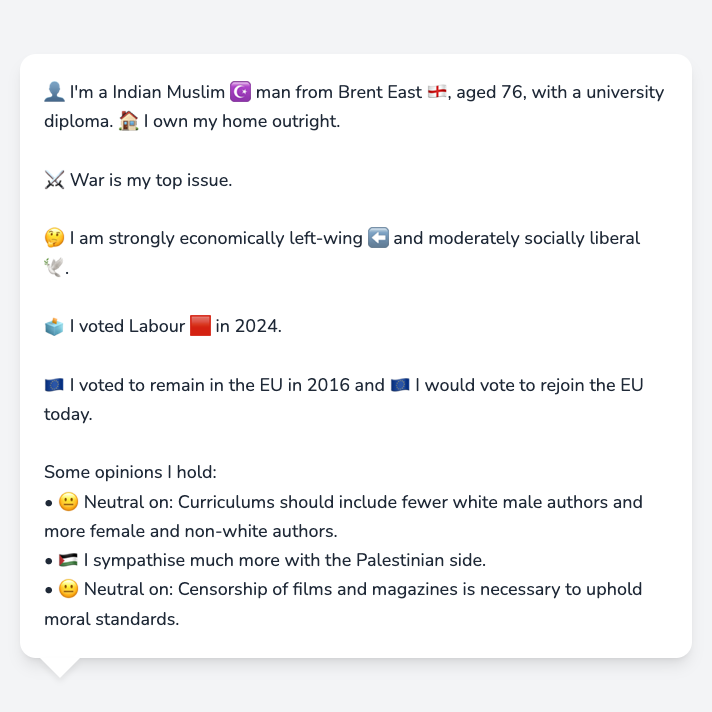 👤 I'm a Indian Muslim ☪️ man from Brent East 🏴󠁧󠁢󠁥󠁮󠁧󠁿, aged 76, with a university
diploma. 🏠 I own my home outright.
⚔️ War is my top issue.
🤔 I am strongly economically left-wing ⬅️ and moderately socially liberal
🕊️.
🗳️ I voted Labour 🟥 in 2024.
🇪🇺 I voted to remain in the EU in 2016 and 🇪🇺 I would vote to rejoin the EU
today.
Some opinions I hold:
• 😐 Neutral on: Curriculums should include fewer white male authors and
more female and non-white authors.
• 🇵🇸 I sympathise much more with the Palestinian side.
• 😐 Neutral on: Censorship of films and magazines is necessary to uphold
moral standards.